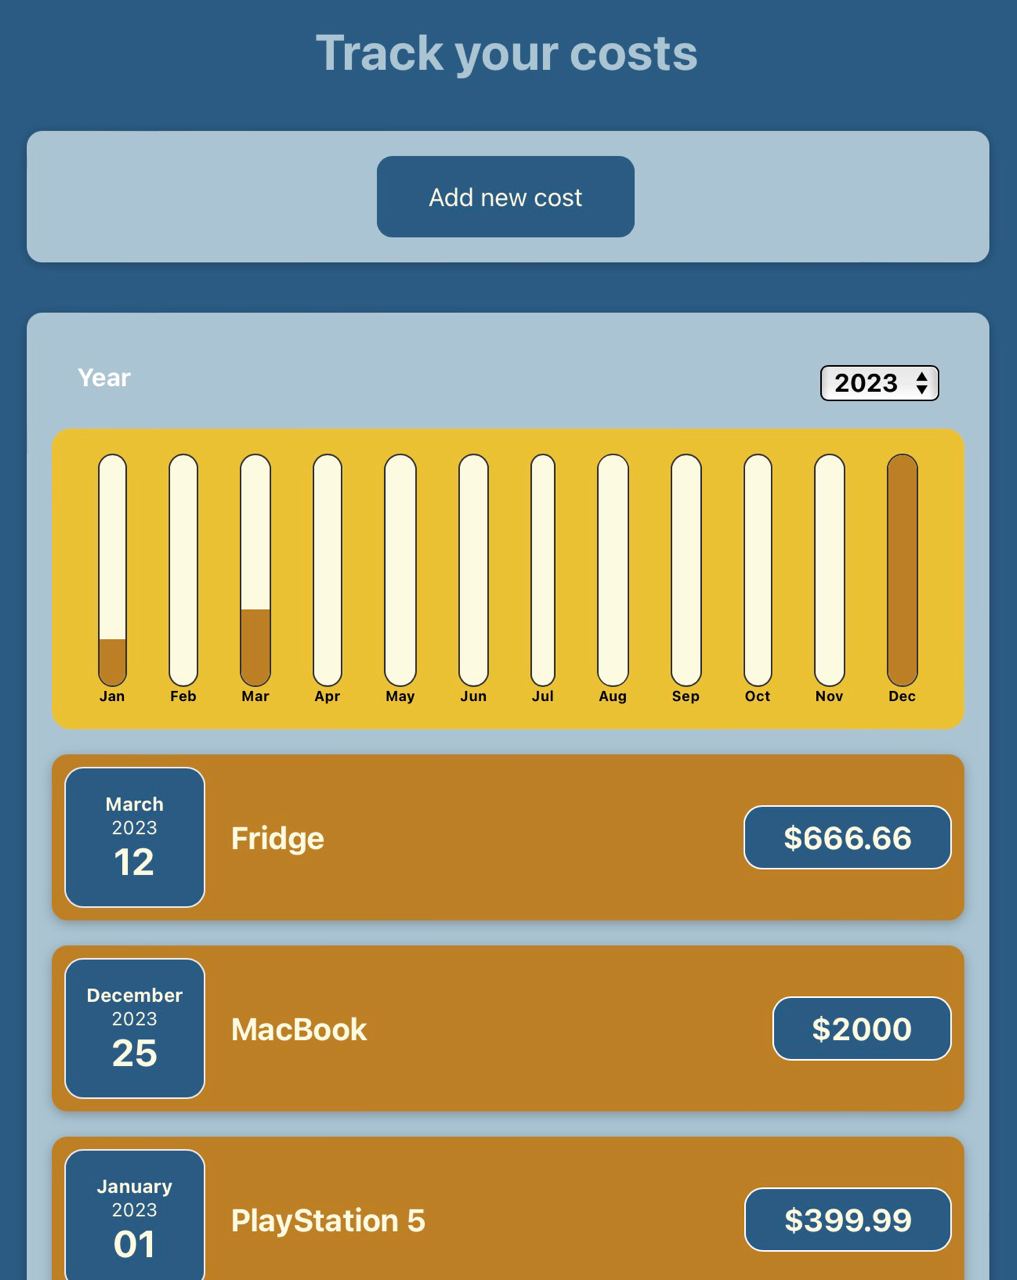 Track your costs
Add new cost
Year
2023
Jan Feb Mar Apr May Jun Jul Aug Sep Oct Nov Dec
March
2023
12
Fridge
$666.66
December
2023
25
MacBook
$2000
January
2023
01
PlayStation 5
$399.99